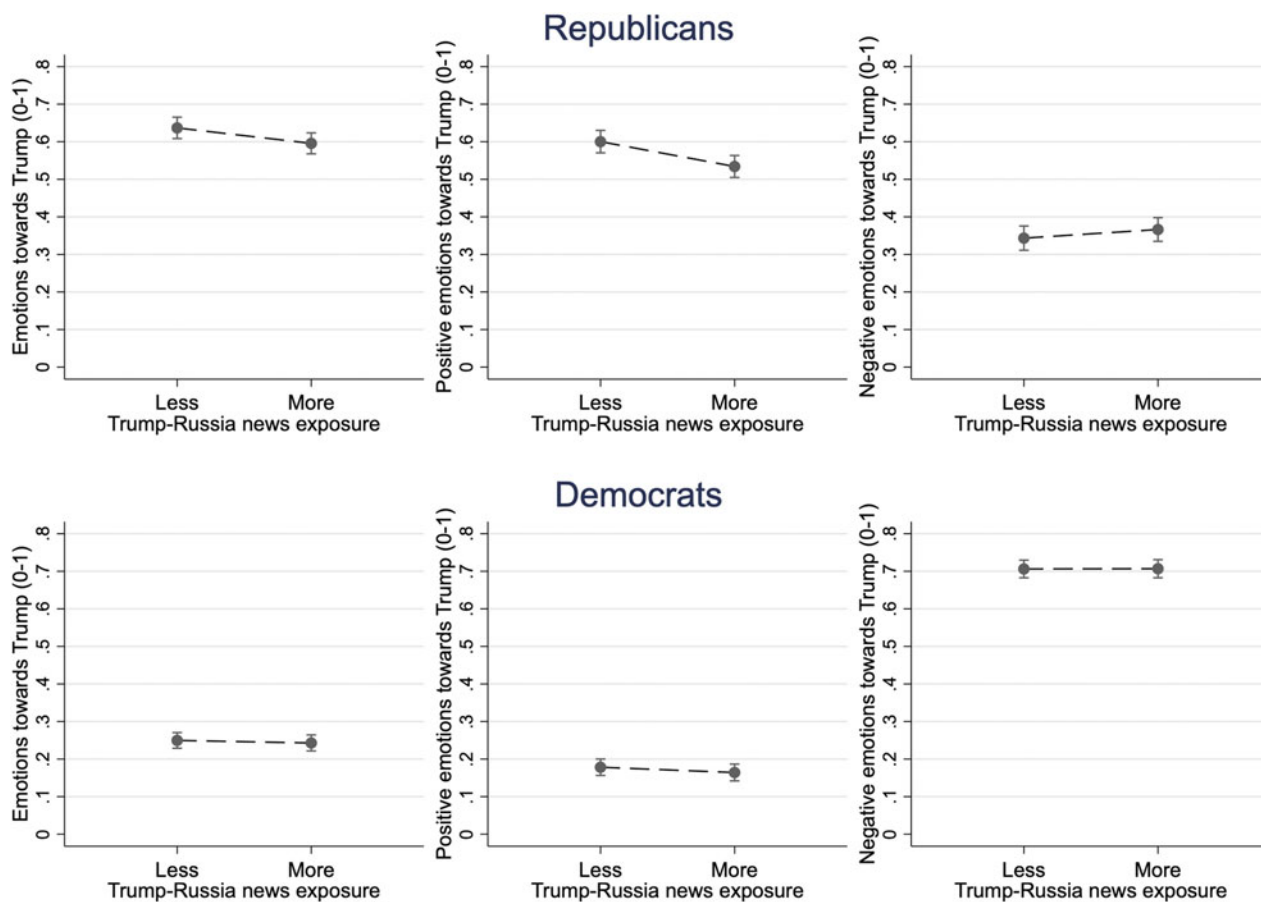 Republicans
Emotions towards Trump (0-1)
.8
.7
.6
.5
.4
.3
.2
.1
0
Less More
Trump-Russia news exposure
Positive emotions towards Trump (0-1)
.8
.7
.6
.5
.4
.3
.2
.1
0
Less More
Trump-Russia news exposure
Negative emotions towards Trump (0-1)
.8
.7
.6
.5
.4
.3
.2
.1
0
Less More
Trump-Russia news exposure
Democrats
Emotions towards Trump (0-1)
.8
.7
.6
.5
.4
.3
.2
.1
0
Less More
Trump-Russia news exposure
Positive emotions towards Trump (0-1)
.8
.7
.6
.5
.4
.3
.2
.1
0
Less More
Trump-Russia news exposure
Negative emotions towards Trump (0-1)
.8
.7
.6
.5
.4
.3
.2
.1
0
Less More
Trump-Russia news exposure